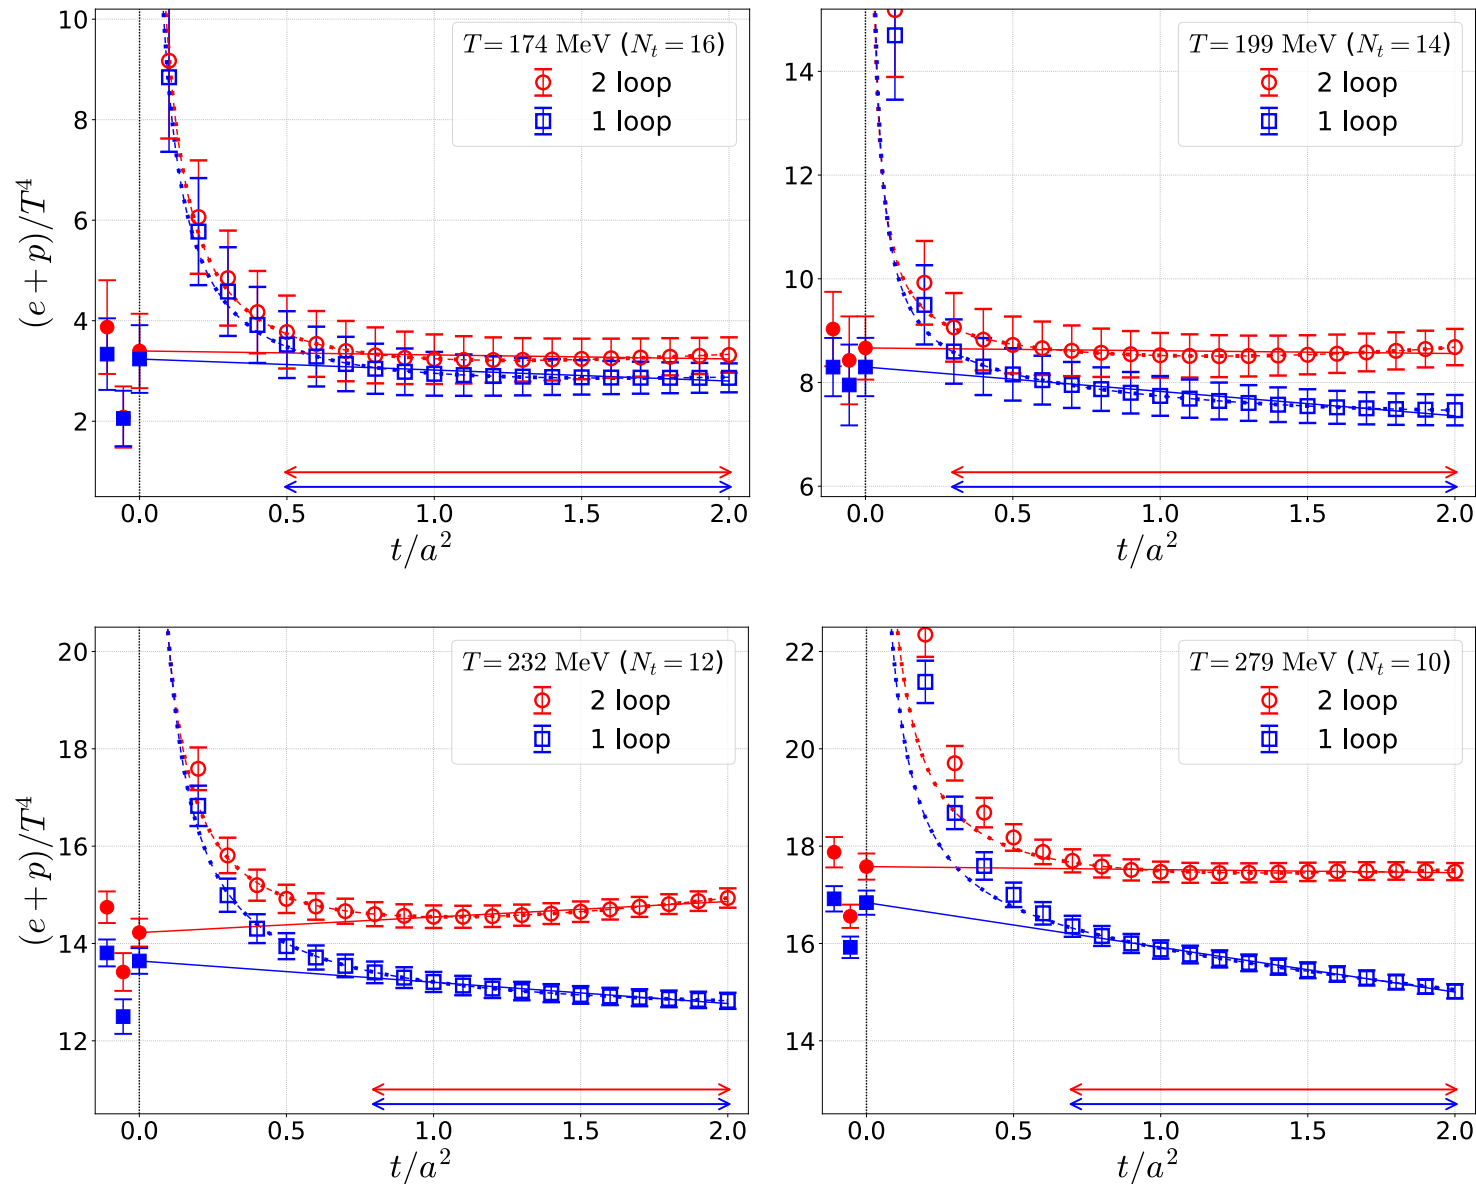 T = 174 MeV (N_t = 16)
2 loop
1 loop
10
8
6
4
2
(e + p)/T^4
0.0 0.5 1.0 1.5 2.0
t/a^2
T = 199 MeV (N_t = 14)
2 loop
1 loop
14
12
10
8
6
0.0 0.5 1.0 1.5 2.0
t/a^2
T = 232 MeV (N_t = 12)
2 loop
1 loop
20
18
16
14
12
(e + p)/T^4
0.0 0.5 1.0 1.5 2.0
t/a^2
T = 279 MeV (N_t = 10)
2 loop
1 loop
22
20
18
16
14
0.0 0.5 1.0 1.5 2.0
t/a^2